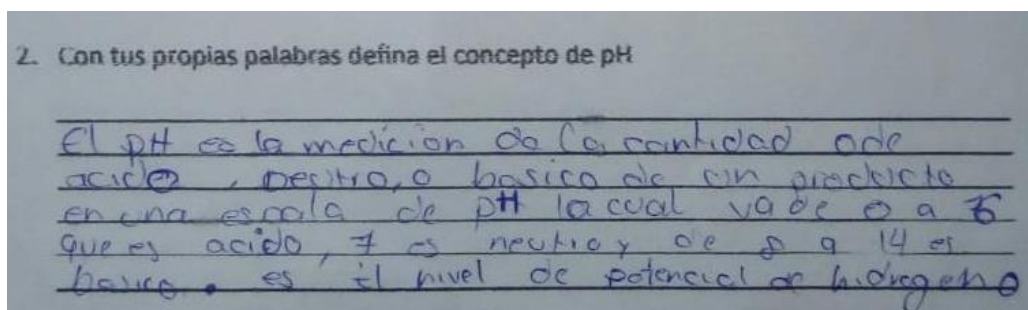 2. Con tus propias palabras defina el concepto de pH
El pH es la medicion de la cantidad ode
acido, neutro, o basico de un producto
en una escala de pH la cual va de 0 a 6
que es acido, 7 es neutro y de 8 a 14 es
basico. es el nivel de potencial de hidrogeno